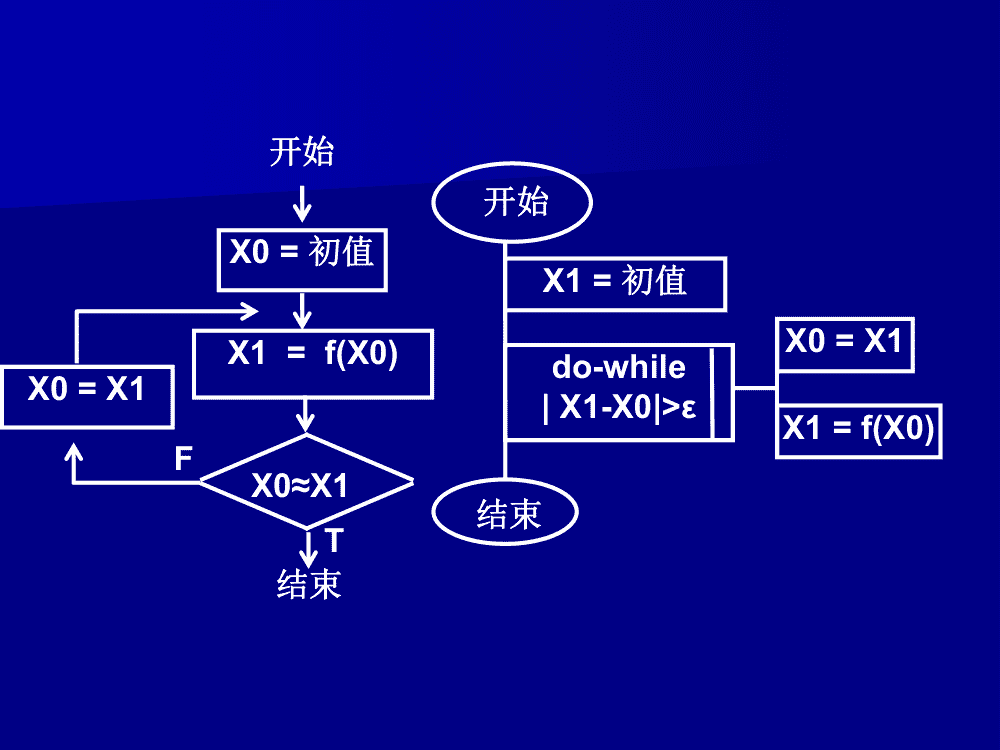 开始
X0 = 初值
X1 = f(X0)
X0 = X1
F
X0≈X1
T
结束
开始
X1 = 初值
do-while
| X1-X0|>ε
X0 = X1
X1 = f(X0)
结束